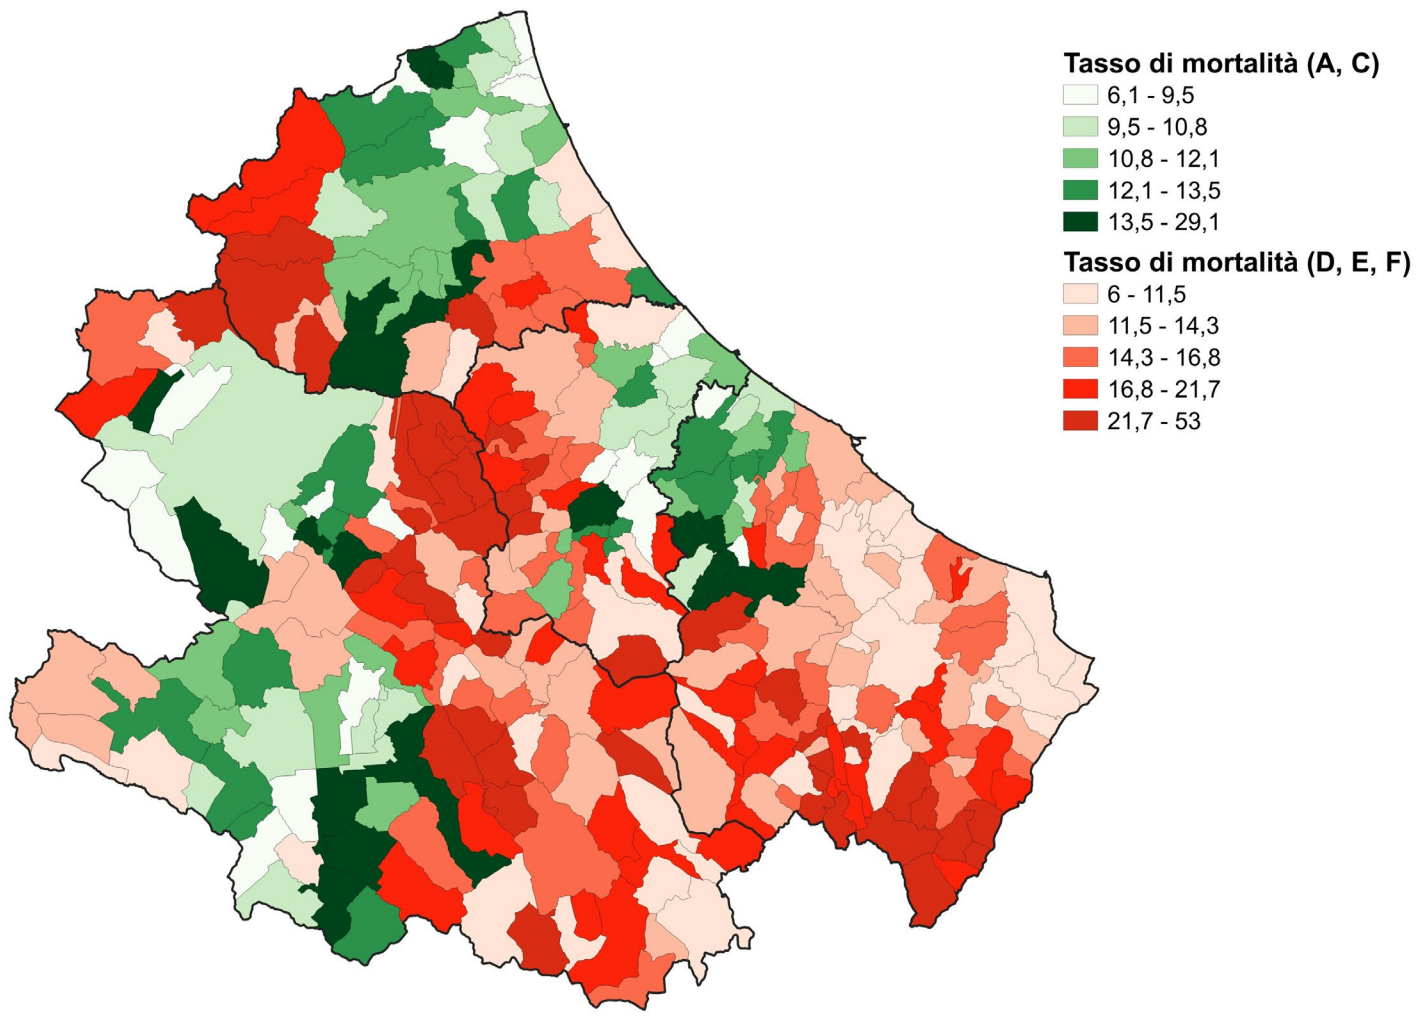 Tasso di mortalità (A, C)
6,1 - 9,5
9,5 - 10,8
10,8 - 12,1
12,1 - 13,5
13,5 - 29,1
Tasso di mortalità (D, E, F)
6 - 11,5
11,5 - 14,3
14,3 - 16,8
16,8 - 21,7
21,7 - 53